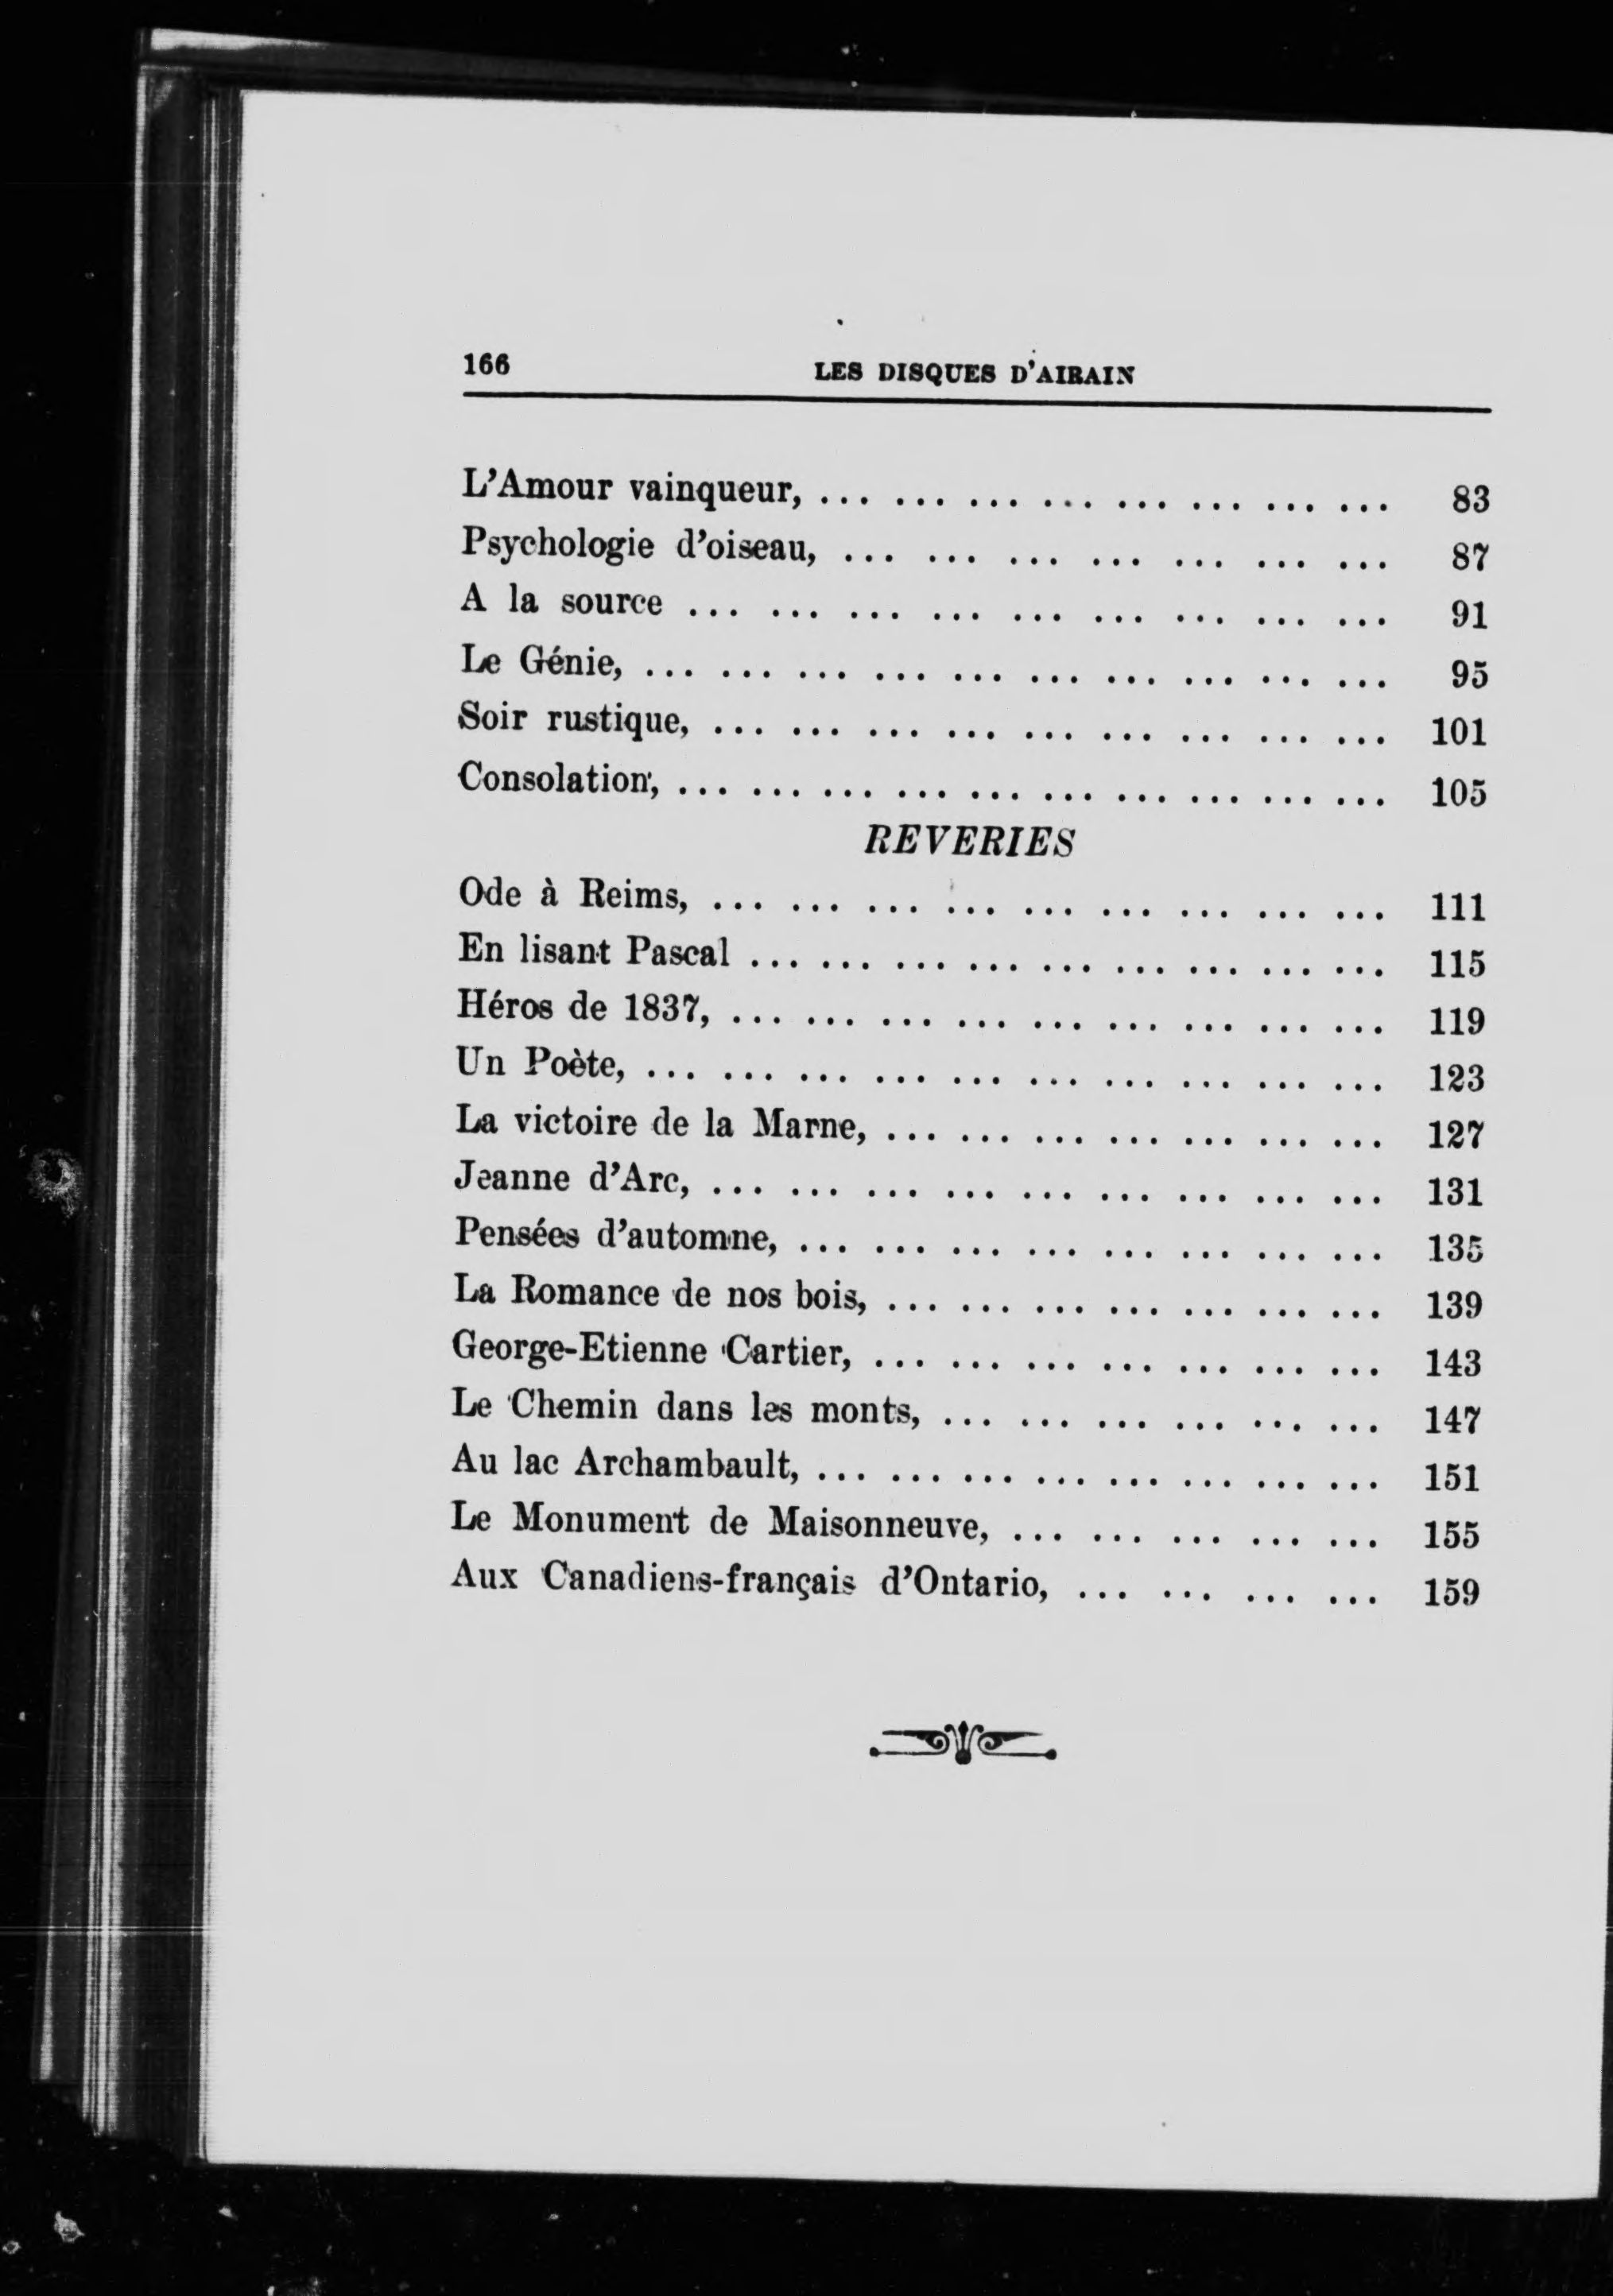 166 LES DISQUES D'AIRAIN
L'Amour vainqueur, ... ... ... ... ... ... ... ... 83
Psychologie d'oiseau, ... ... ... ... ... ... ... 87
A la source ... ... ... ... ... ... ... ... ... 91
Le Génie, ... ... ... ... ... ... ... ... ... ... 95
Soir rustique, ... ... ... ... ... ... ... ... ... 101
Consolation, ... ... ... ... ... ... ... ... ... ... 105
REVERIES
Ode à Reims, ... ... ... ... ... ... ... ... ... 111
En lisant Pascal ... ... ... ... ... ... ... ... ... 115
Héros de 1837, ... ... ... ... ... ... ... ... ... 119
Un Poète, ... ... ... ... ... ... ... ... ... ... 123
La victoire de la Marne, ... ... ... ... ... ... ... 127
Jeanne d'Arc, ... ... ... ... ... ... ... ... ... 131
Pensées d'automne, ... ... ... ... ... ... ... ... 135
La Romance de nos bois, ... ... ... ... ... ... ... 139
George-Etienne Cartier, ... ... ... ... ... ... ... 143
Le Chemin dans les monts, ... ... ... ... ... ... 147
Au lac Archambault, ... ... ... ... ... ... ... ... 151
Le Monument de Maisonneuve, ... ... ... ... ... 155
Aux Canadiens-français d'Ontario, ... ... ... ... 159